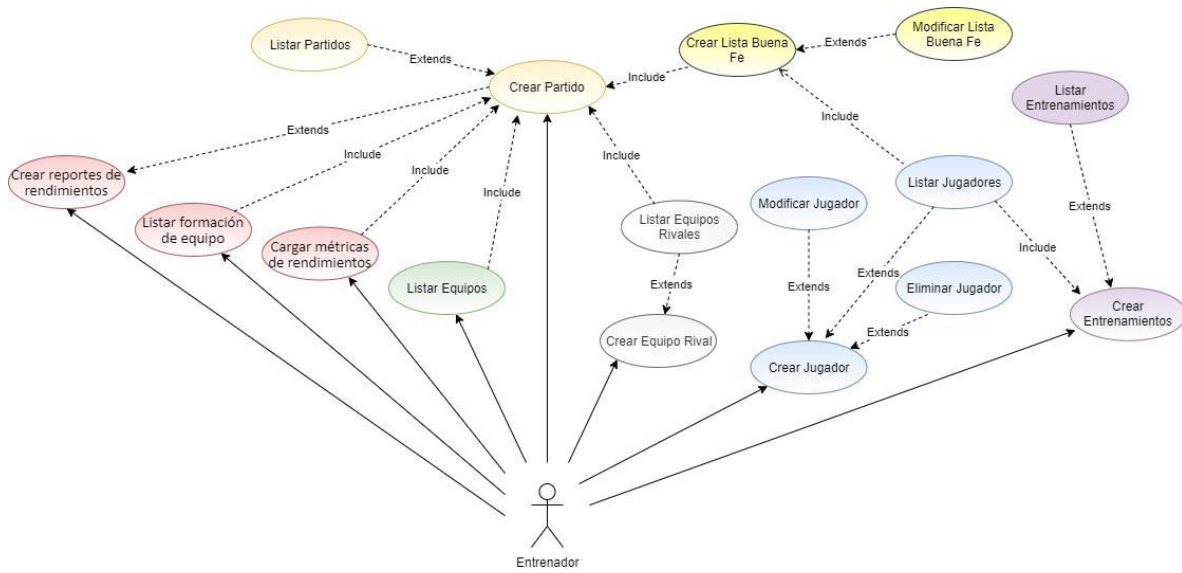 Listar Partidos
Extends
Crear Partido
Include
Crear Lista Buena
Fe
Extends
Modificar Lista
Buena Fe
Listar
Entrenamientos
Extends
Include
Include
Include
Include
Include
Crear reportes de
rendimientos
Listar formación
de equipo
Cargar métricas
de rendimientos
Listar Equipos
Listar Equipos
Rivales
Extends
Crear Equipo Rival
Modificar Jugador
Extends
Listar Jugadores
Extends
Include
Extends
Eliminar Jugador
Extends
Crear Jugador
Crear
Entrenamientos
Entrenador